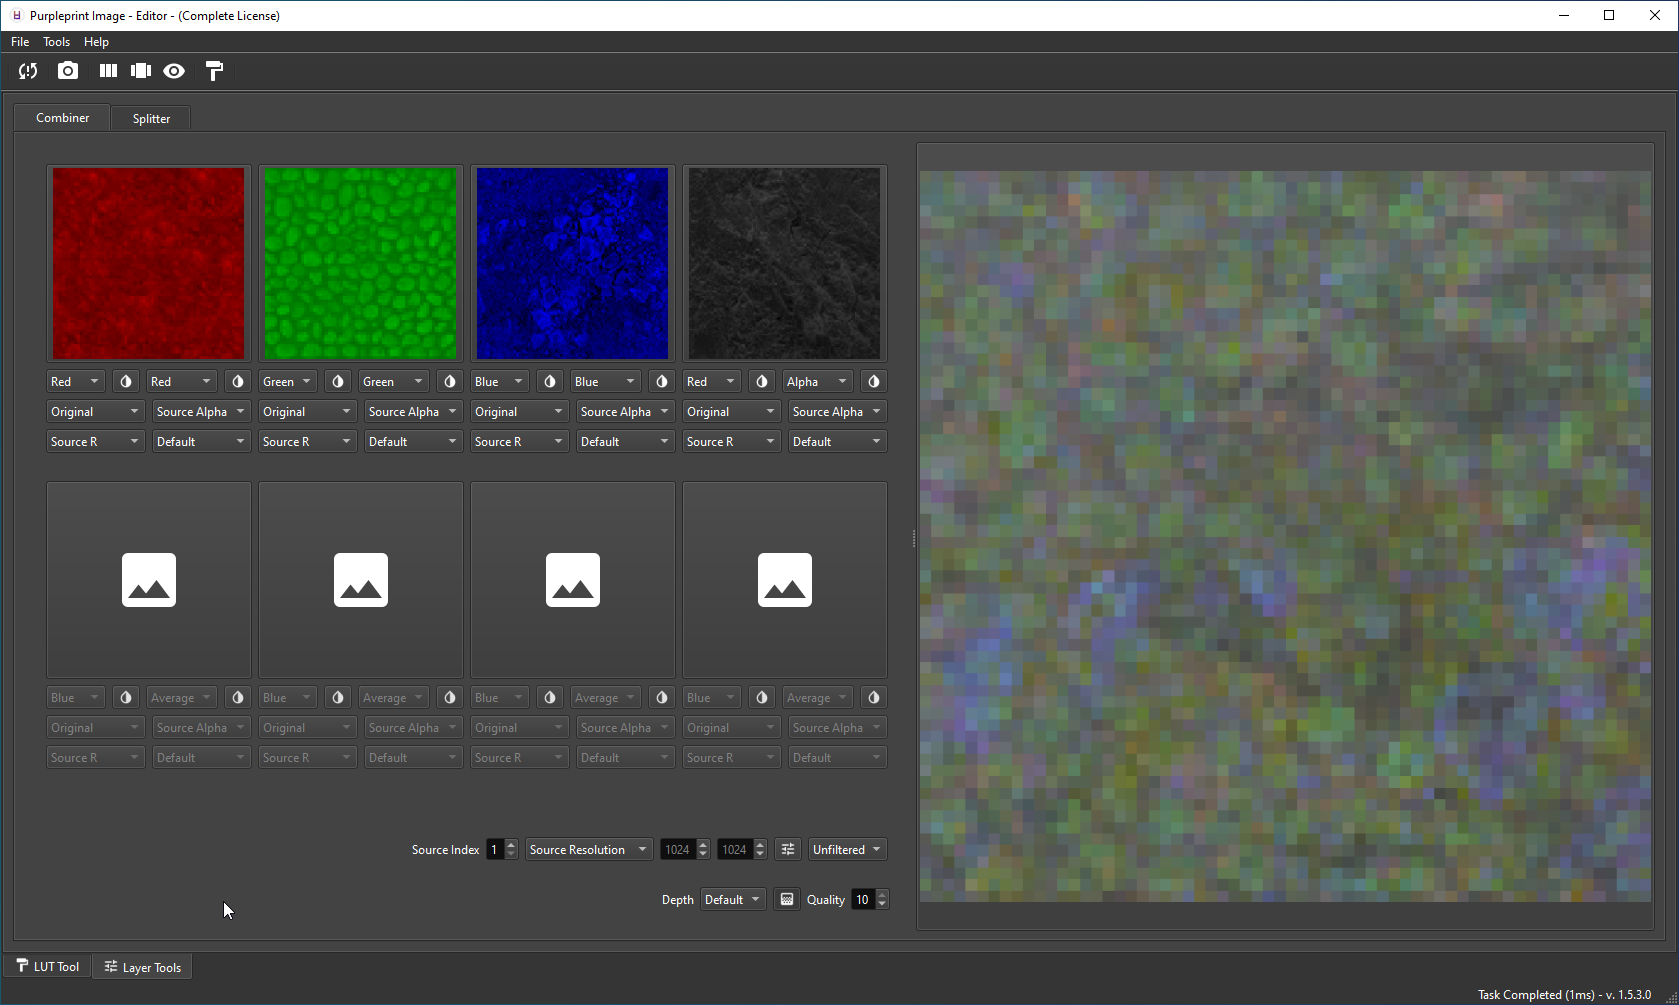 Purpleprint Image - Editor - (Complete License)
File Tools Help
Combiner Splitter
Red Red Green Green Blue Blue Red Alpha
Original Source Alpha Original Source Alpha Original Source Alpha Original Source Alpha
Source R Default Source R Default Source R Default Source R Default
Blue Average Blue Average Blue Average Blue Average
Original Source Alpha Original Source Alpha Original Source Alpha Original Source Alpha
Source R Default Source R Default Source R Default Source R Default
Source Index 1 Source Resolution 1024 1024 Unfiltered
Depth Default Quality 10
LUT Tool Layer Tools
Task Completed (1ms) - v. 1.5.3.0